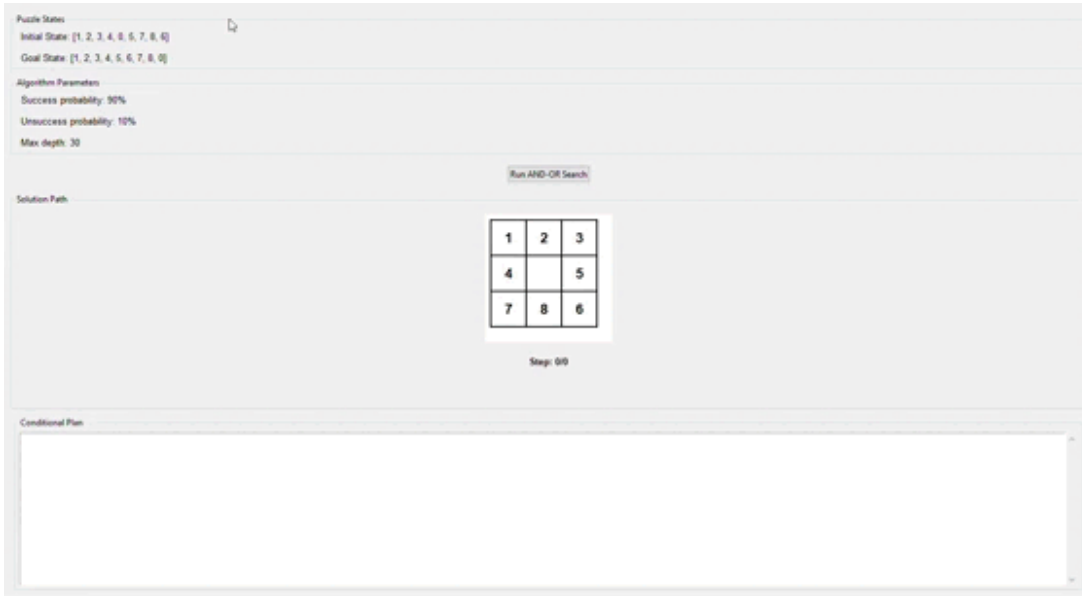 Puzzle States
Initial State: [1, 2, 3, 4, 0, 5, 7, 8, 6]
Goal State: [1, 2, 3, 4, 5, 6, 7, 8, 0]
Algorithm Parameters
Success probability: 90%
Unsuccess probability: 10%
Max depth: 30
Run AND-OR Search
Solution Path
1 2 3
4 5
7 8 6
Step: 0/0
Conditional Plan